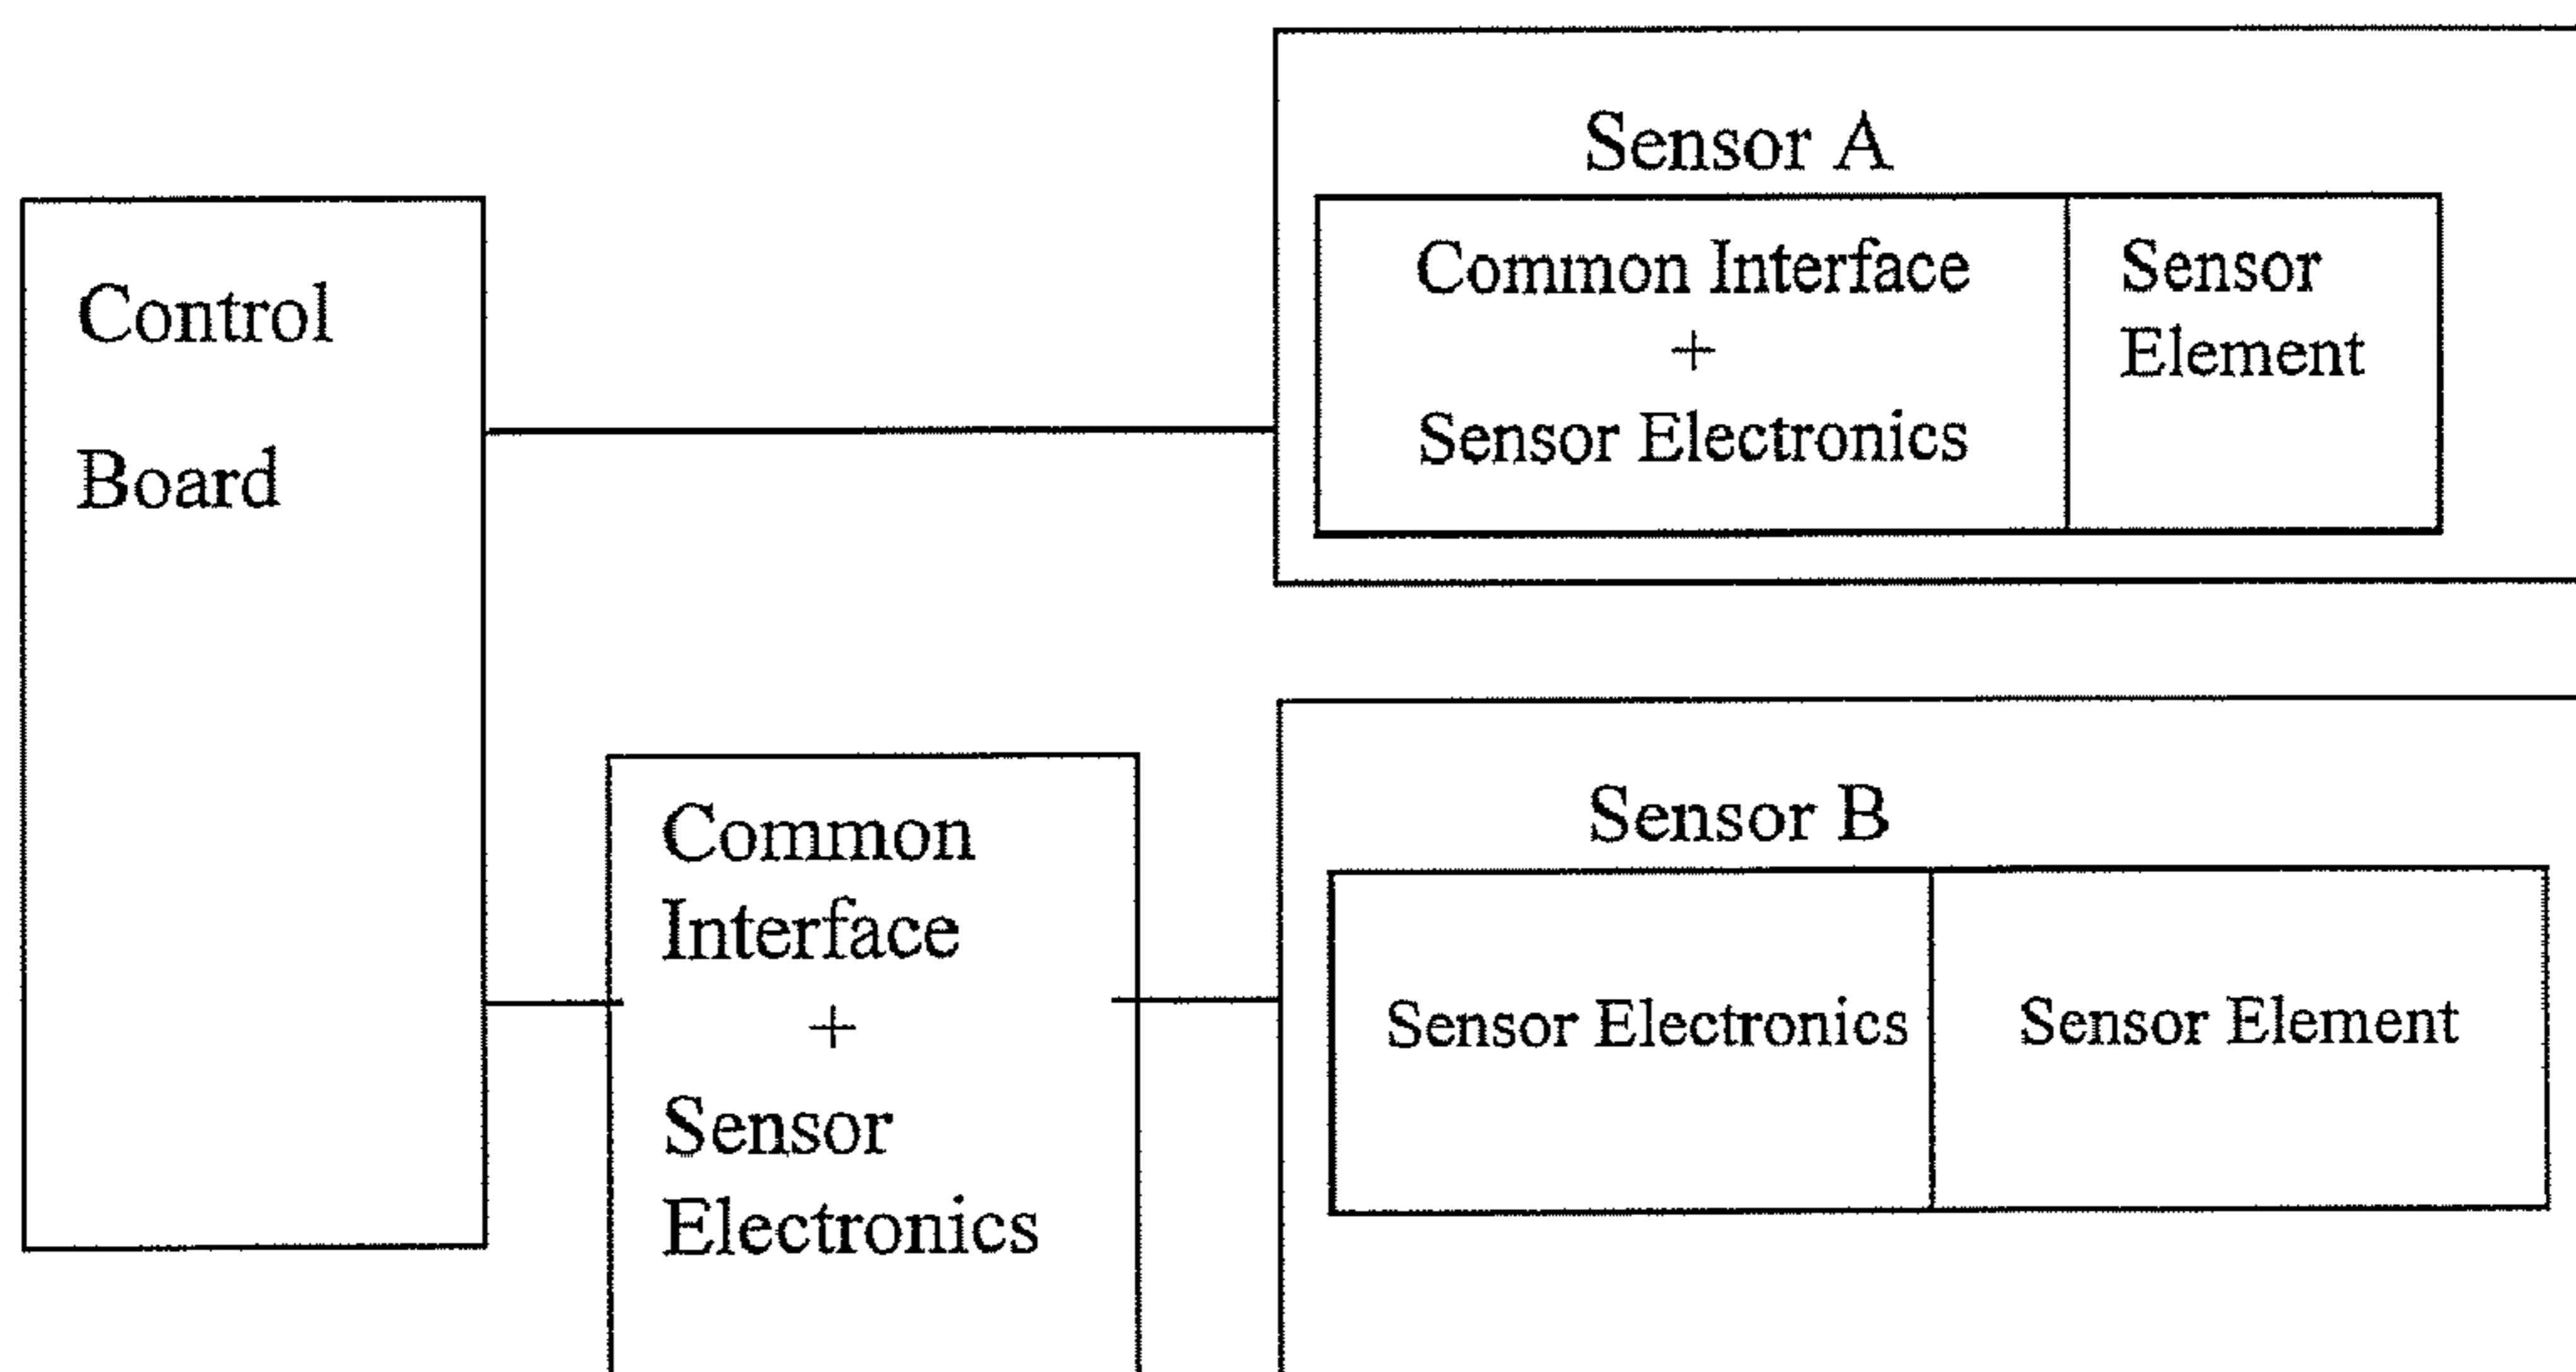 Control
Board
Sensor A
Common Interface
+
Sensor Electronics
Sensor
Element
Common
Interface
+
Sensor
Electronics
Sensor B
Sensor Electronics
Sensor Element